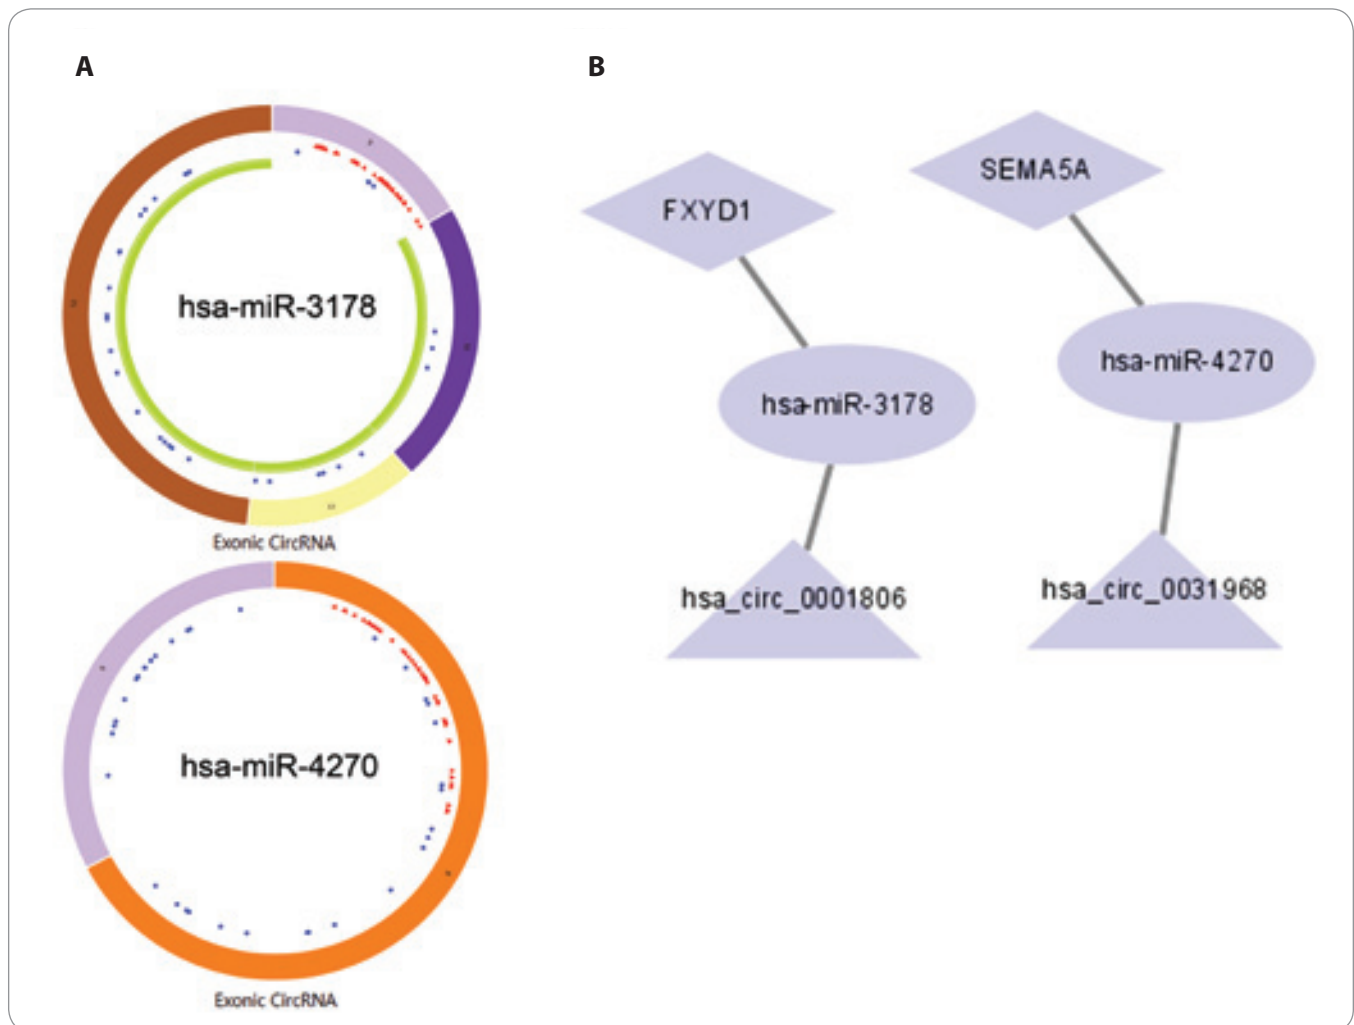 A
B
hsa-miR-3178
Exonic CircRNA
hsa-miR-4270
Exonic CircRNA
FXYD1
SEMA5A
hsa-miR-3178
hsa-miR-4270
hsa_circ_0001806
hsa_circ_0031968